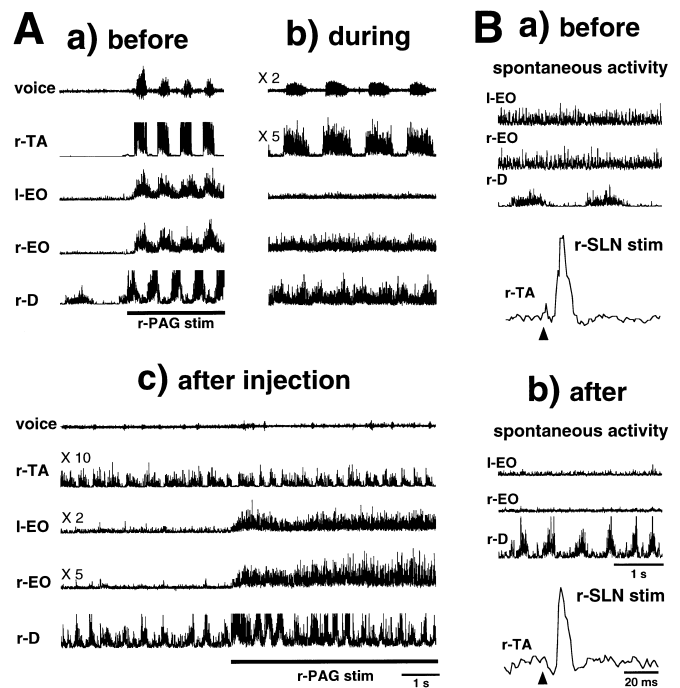 A a) before b) during
voice X 2
r-TA X 5
l-EO
r-EO
r-D
r-PAG stim
c) after injection
voice
r-TA X 10
l-EO X 2
r-EO X 5
r-D
r-PAG stim
1 s
B a) before
spontaneous activity
l-EO
r-EO
r-D
r-SLN stim
r-TA
b) after
spontaneous activity
l-EO
r-EO
r-D
1 s
r-SLN stim
r-TA
20 ms